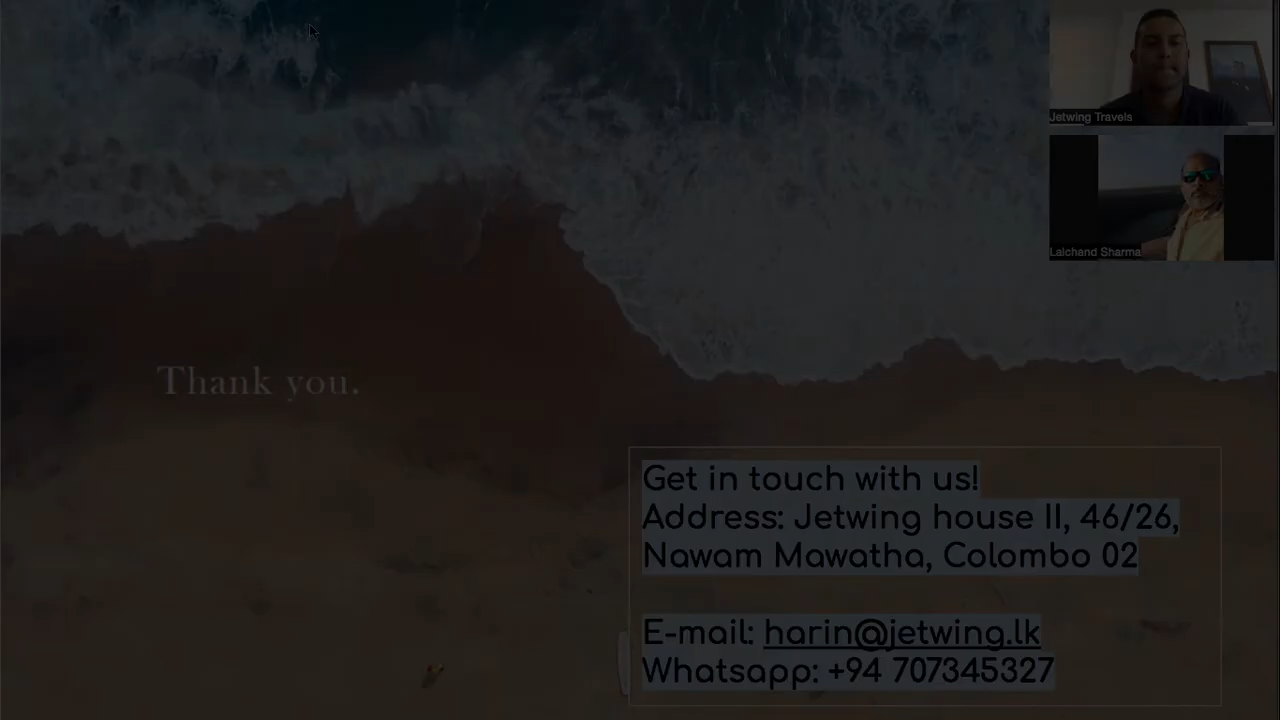 Jetwing Travels
Lalchand Sharma
Thank you.
Get in touch with us!
Address: Jetwing house II, 46/26,
Nawam Mawatha, Colombo 02
E-mail: harin@jetwing.lk
Whatsapp: +94 707345327